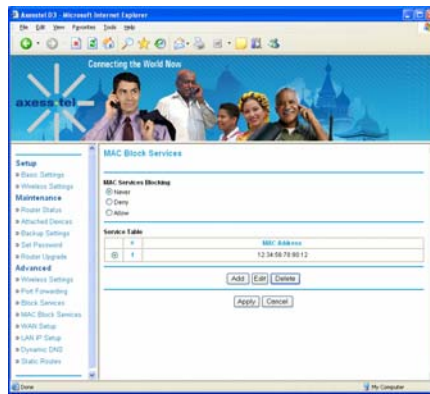 Axesstel D3 - Microsoft Internet Explorer
File Edit View Favorites Tools Help
Connecting the World Now
axesstel
Setup
Basic Settings
Wireless Settings
Maintenance
Router Status
Attached Devices
Backup Settings
Set Password
Router Upgrade
Advanced
Wireless Settings
Port Forwarding
Block Services
MAC Block Services
WAN Setup
LAN IP Setup
Dynamic DNS
Static Routes
MAC Block Services
MAC Services Blocking
Never
Deny
Allow
Service Table
# MAC Address
1 12:34:56:78:90:12
Add Edit Delete
Apply Cancel
Done My Computer